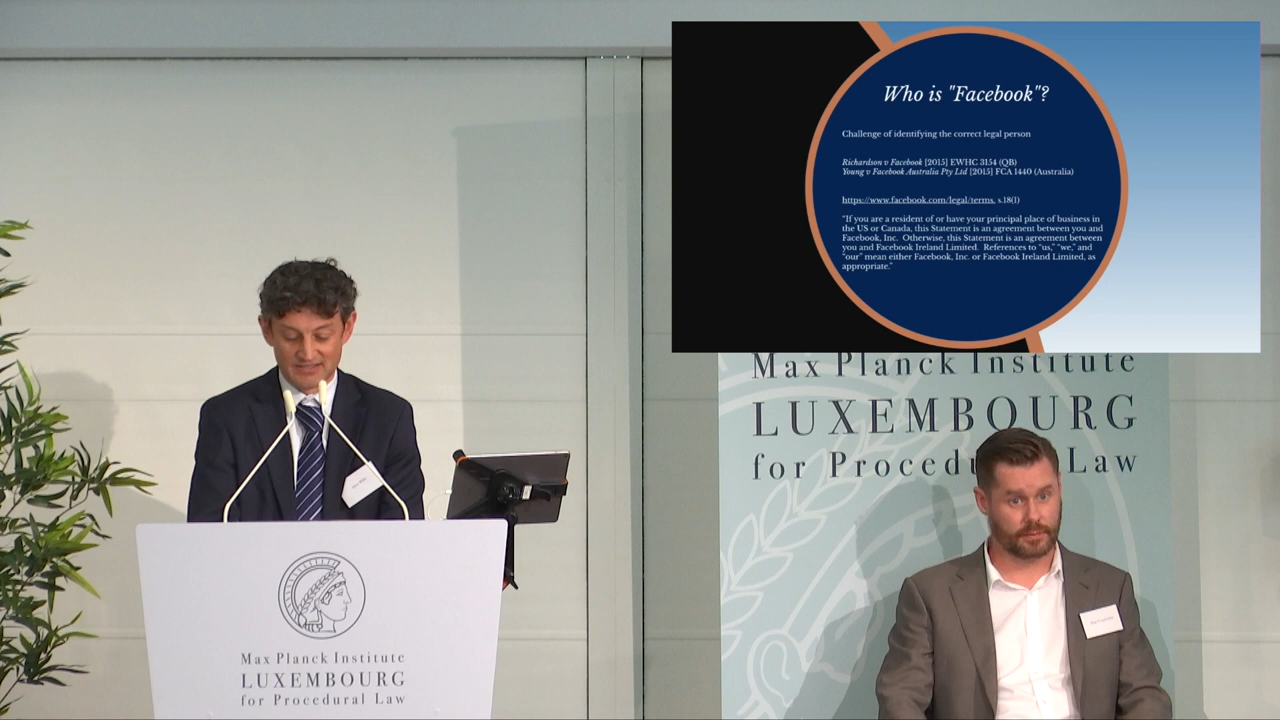 Who is "Facebook"?
Challenge of identifying the correct legal person
Richardson v Facebook [2015] EWHC 3154 (QB)
Young v Facebook Australia Pty Ltd [2015] FCA 1440 (Australia)
https://www.facebook.com/legal/terms, s.18(1)
"If you are a resident of or have your principal place of business in
the US or Canada, this Statement is an agreement between you and
Facebook, Inc. Otherwise, this Statement is an agreement between
you and Facebook Ireland Limited. References to "us," "we," and
"our" mean either Facebook, Inc. or Facebook Ireland Limited, as
appropriate."
Max Planck Institute
LUXEMBOURG
for Procedu Law
Max Planck Institute
LUXEMBOURG
for Procedural Law